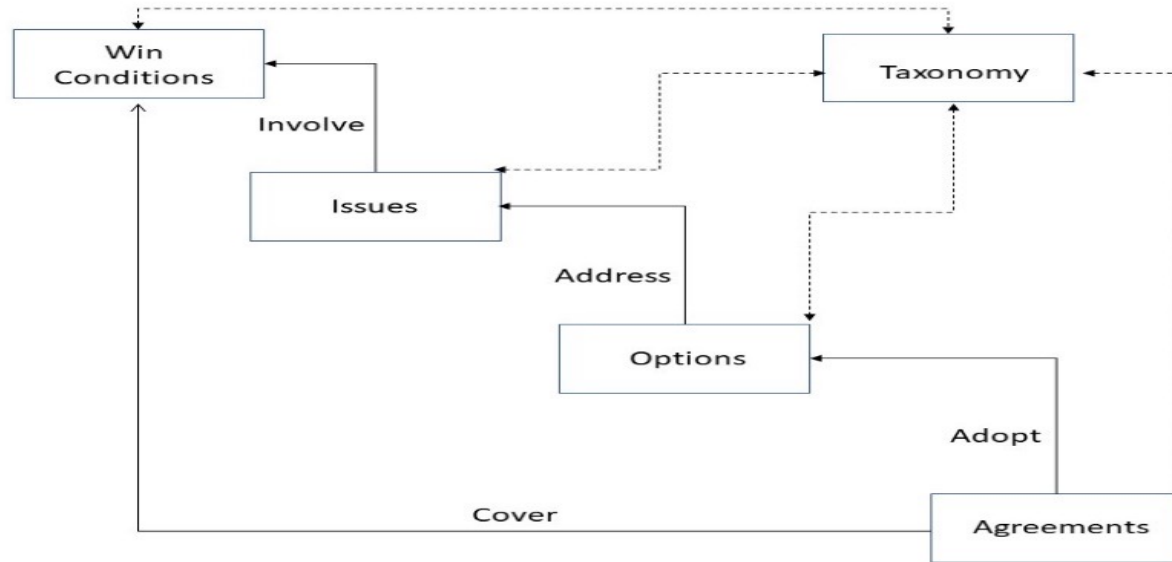 Win
Conditions
Taxonomy
Involve
Issues
Address
Options
Adopt
Cover
Agreements